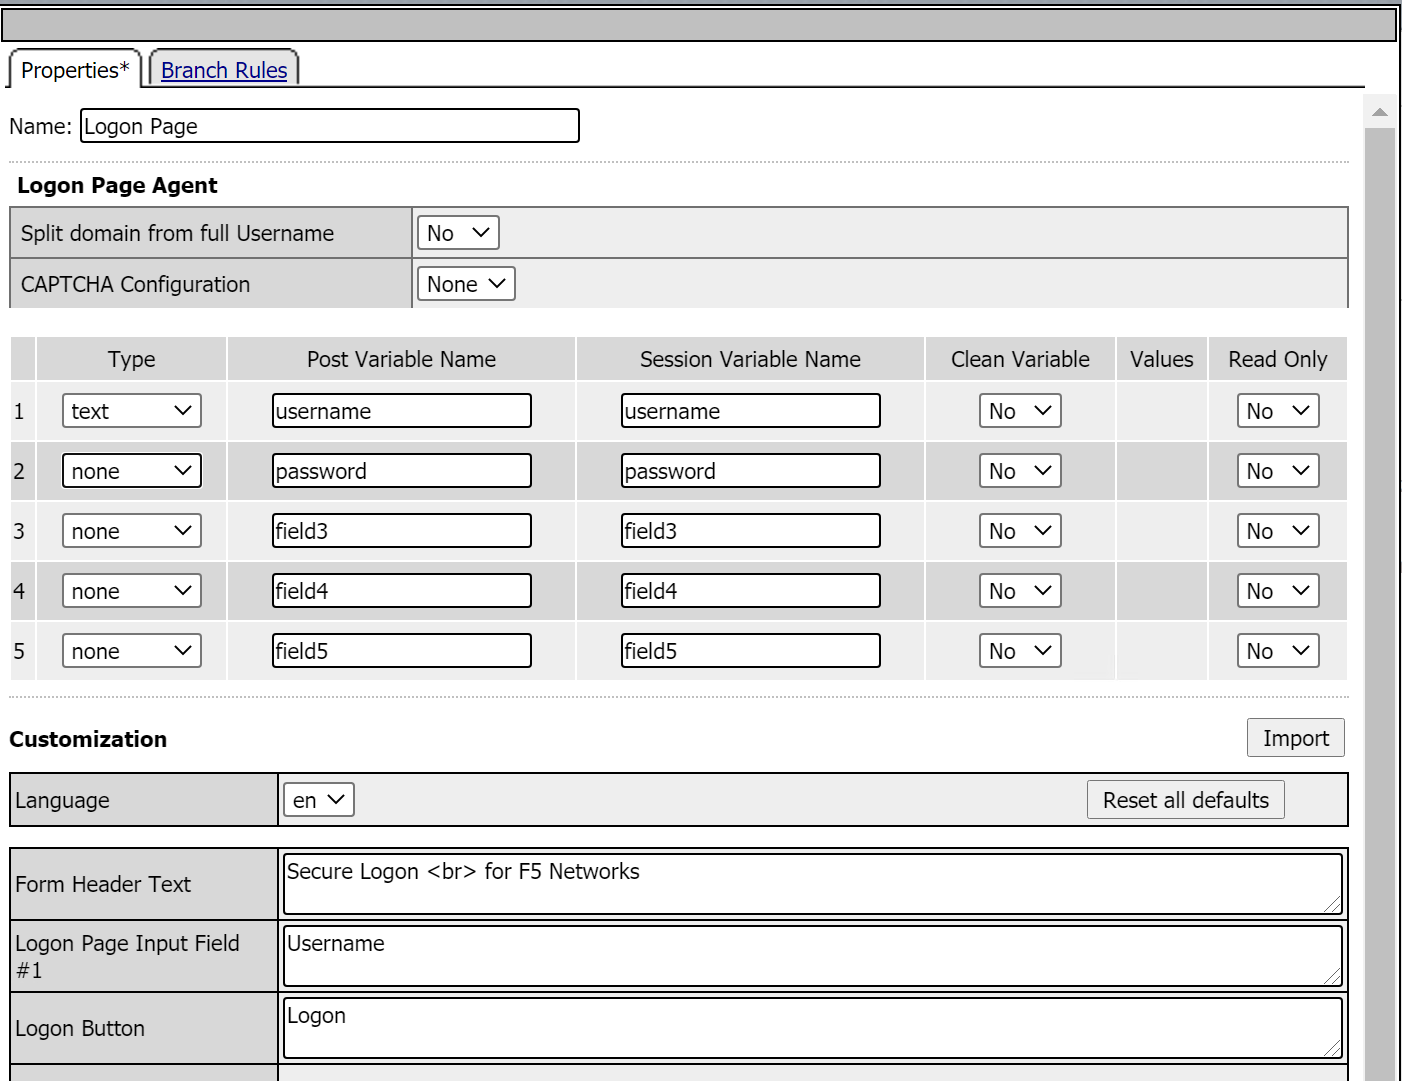 Properties* Branch Rules
Name: Logon Page
Logon Page Agent
Split domain from full Username No
CAPTCHA Configuration None
Type Post Variable Name Session Variable Name Clean Variable Values Read Only
1 text username username No No
2 none password password No No
3 none field3 field3 No No
4 none field4 field4 No No
5 none field5 field5 No No
Customization Import
Language en Reset all defaults
Form Header Text Secure Logon <br> for F5 Networks
Logon Page Input Field
#1 Username
Logon Button Logon